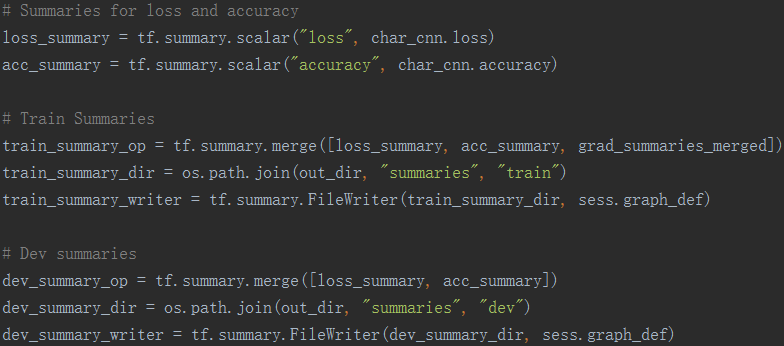 # Summaries for loss and accuracy
loss_summary = tf.summary.scalar("loss", char_cnn.loss)
acc_summary = tf.summary.scalar("accuracy", char_cnn.accuracy)
# Train Summaries
train_summary_op = tf.summary.merge([loss_summary, acc_summary, grad_summaries_merged])
train_summary_dir = os.path.join(out_dir, "summaries", "train")
train_summary_writer = tf.summary.FileWriter(train_summary_dir, sess.graph_def)
# Dev summaries
dev_summary_op = tf.summary.merge([loss_summary, acc_summary])
dev_summary_dir = os.path.join(out_dir, "summaries", "dev")
dev_summary_writer = tf.summary.FileWriter(dev_summary_dir, sess.graph_def)